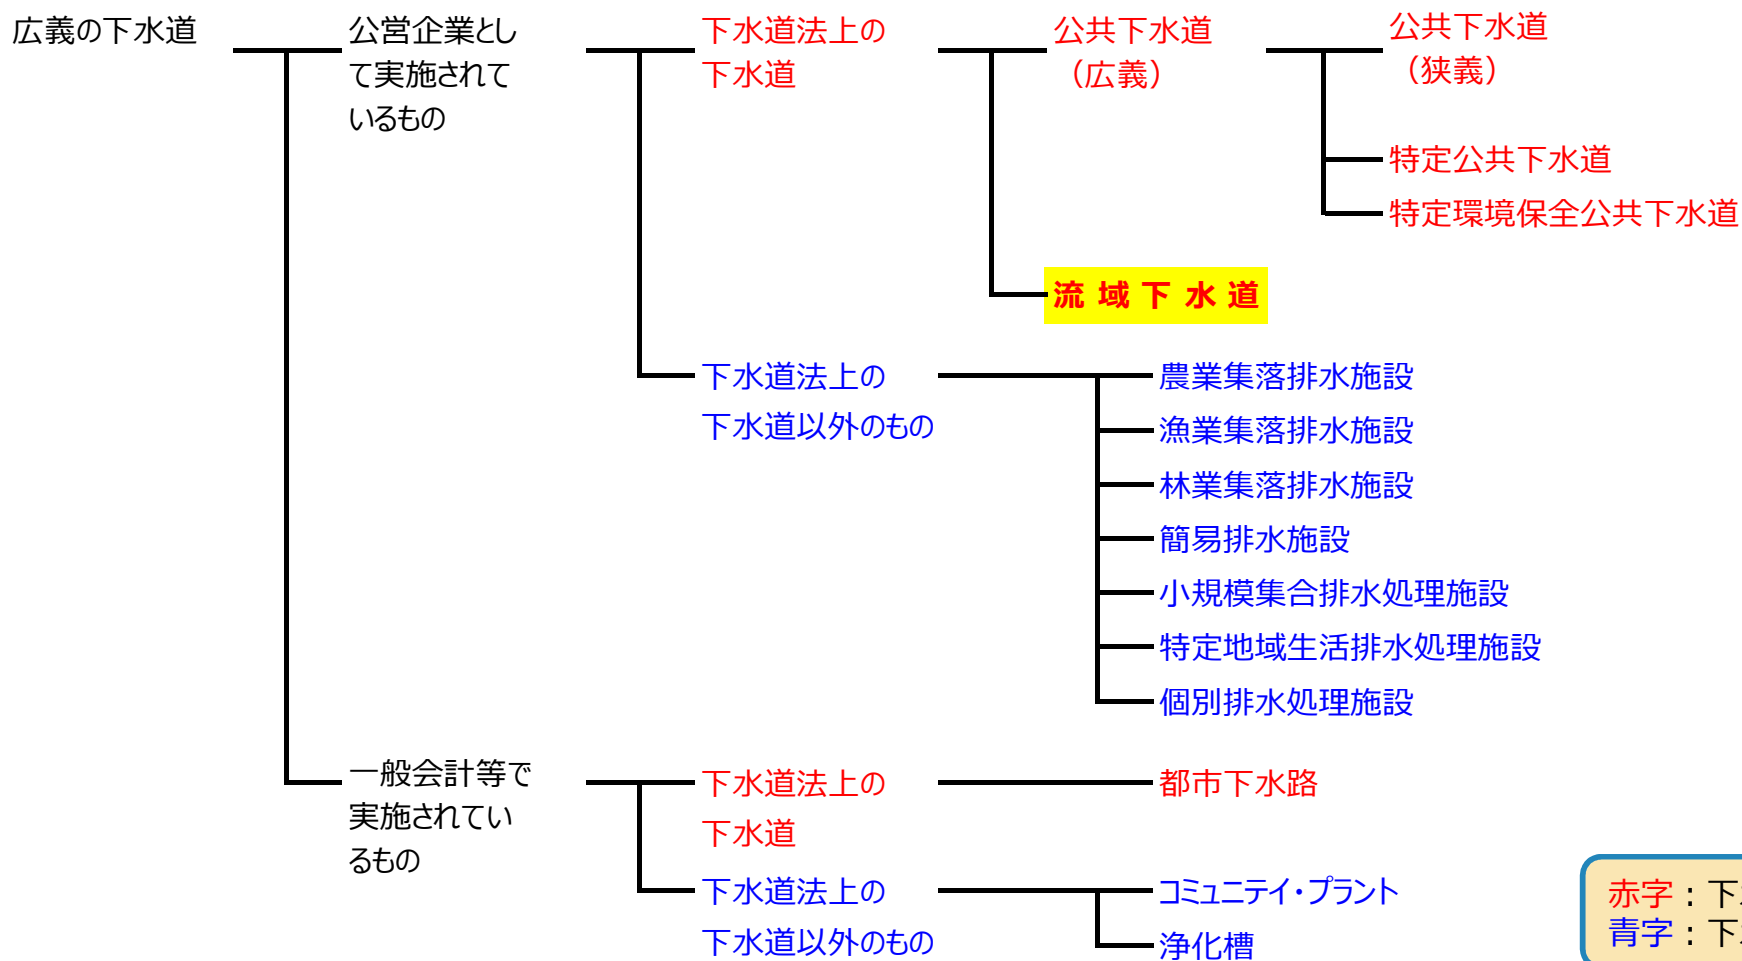 広義の下水道
公営企業とし
て実施されて
いるもの
下水道法上の
下水道
公共下水道
（広義）
公共下水道
（狭義）
特定公共下水道
特定環境保全公共下水道
流域下水道
下水道法上の
下水道以外のもの
農業集落排水施設
漁業集落排水施設
林業集落排水施設
簡易排水施設
小規模集合排水処理施設
特定地域生活排水処理施設
個別排水処理施設
一般会計等で
実施されてい
るもの
下水道法上の
下水道
都市下水路
下水道法上の
下水道以外のもの
コミュニテイ・プラント
浄化槽
赤字：下
青字：下